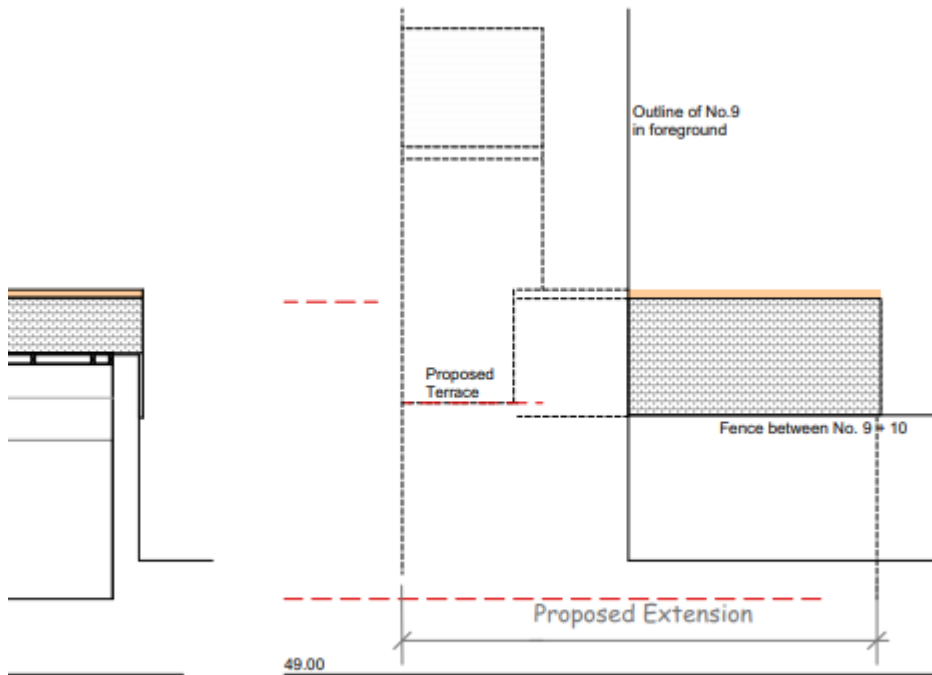 Outline of No.9
in foreground
Proposed
Terrace
Fence between No. 9 + 10
Proposed Extension
49.00